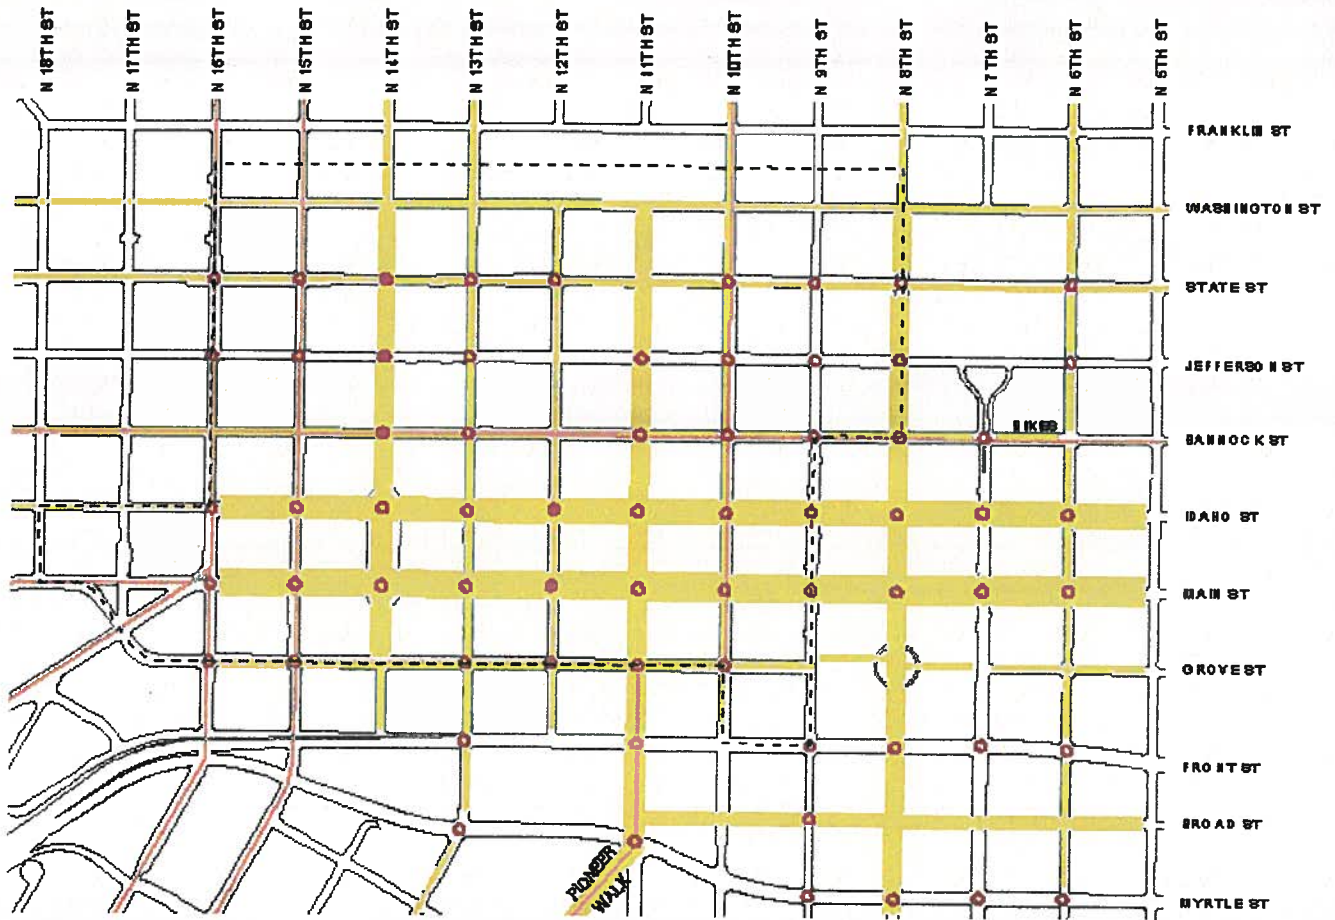 N 18TH ST
N 17TH ST
N 16TH ST
N 15TH ST
N 14TH ST
N 13TH ST
N 12TH ST
N 11TH ST
N 10TH ST
N 9TH ST
N 8TH ST
N 7TH ST
N 6TH ST
N 5TH ST
FRANKLIN ST
WASHINGTON ST
STATE ST
JEFFERSON ST
BIKES
BANNOCK ST
IDAHO ST
MAIN ST
GROVE ST
FRONT ST
BROAD ST
PIONEER
WALK
MYRTLE ST